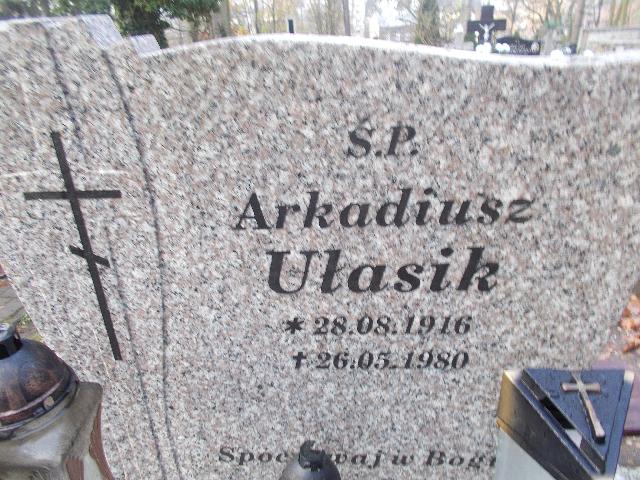 Ś.P.
Arkadiusz
Ułasik
* 28.08.1916
† 26.05.1980
w